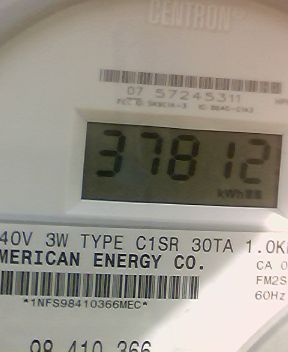 CENTRON
07 57245311
37812
kWh
40V 3W TYPE C1SR 30TA 1.0K
MERICAN ENERGY CO.
CA 0
FM2S
60Hz
*1NFS98410366MEC*
98 410 366